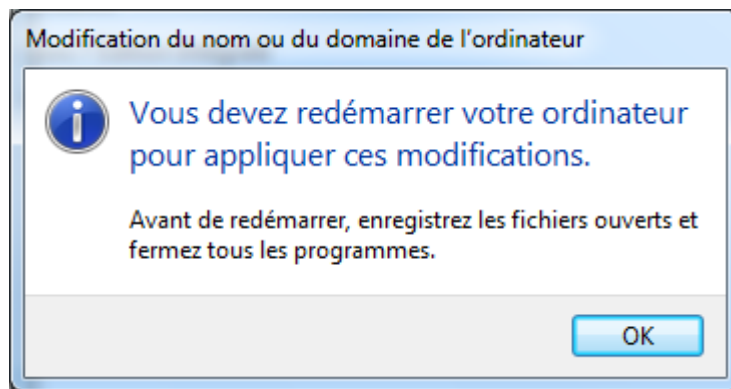 Modification du nom ou du domaine de l'ordinateur
Vous devez redémarrer votre ordinateur
pour appliquer ces modifications.
Avant de redémarrer, enregistrez les fichiers ouverts et
fermez tous les programmes.
OK